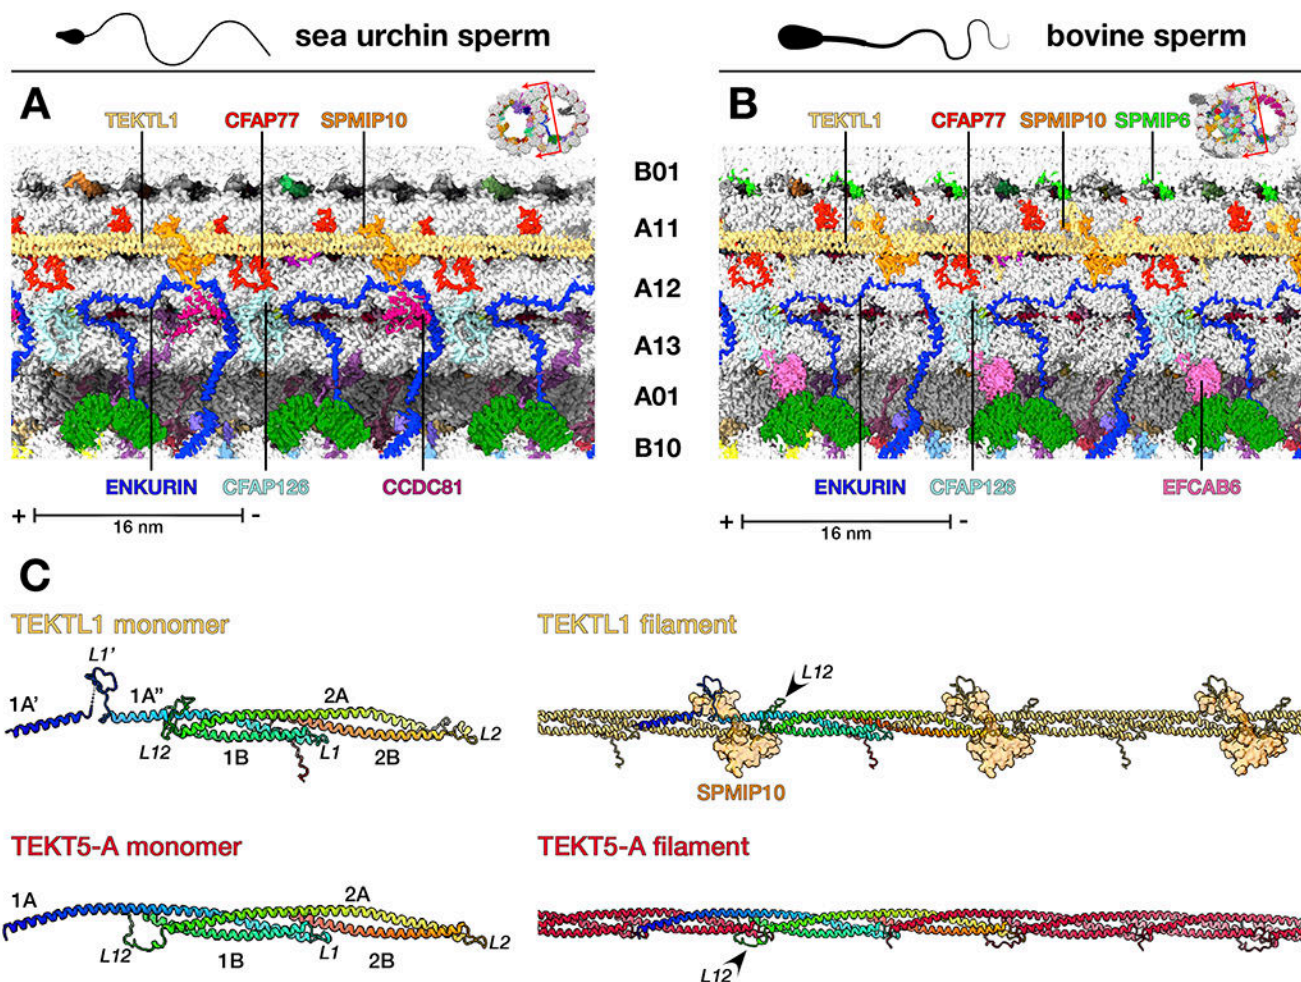 sea urchin sperm
bovine sperm
A
TEKTL1 CFAP77 SPMIP10
B
TEKTL1 CFAP77 SPMIP10 SPMIP6
B01
A11
A12
A13
A01
B10
ENKURIN CFAP126 CCDC81
ENKURIN CFAP126 EFCAB6
+ -
16 nm
+ -
16 nm
C
TEKTL1 monomer
TEKTL1 filament
L1'
1A'
1A"
2A
L12
1B
L1
2B
L2
L12
SPMIP10
TEKT5-A monomer
TEKT5-A filament
1A
2A
L12
1B
L1
2B
L2
L12